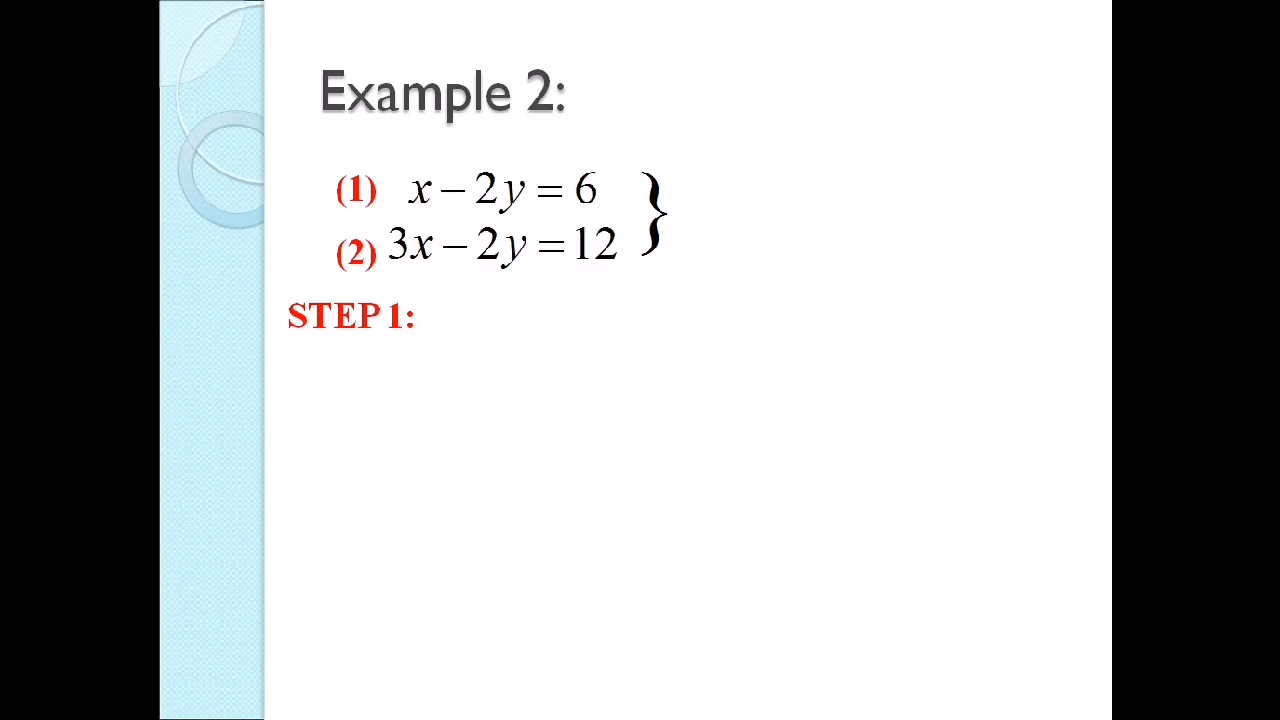 Example 2:
(1) x − 2y = 6 }
(2) 3x − 2y = 12
STEP 1: